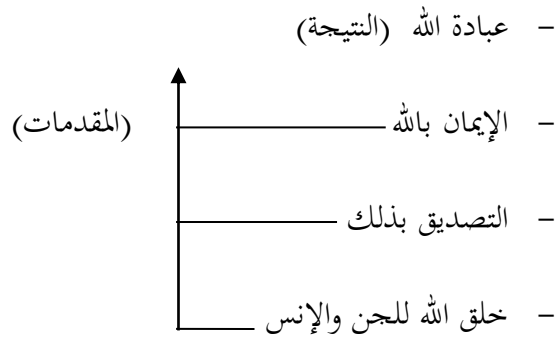 – عبادة الله (النتيجة)
– الإيمان بالله (المقدمات)
– التصديق بذلك
– خلق الله للجن والإنس